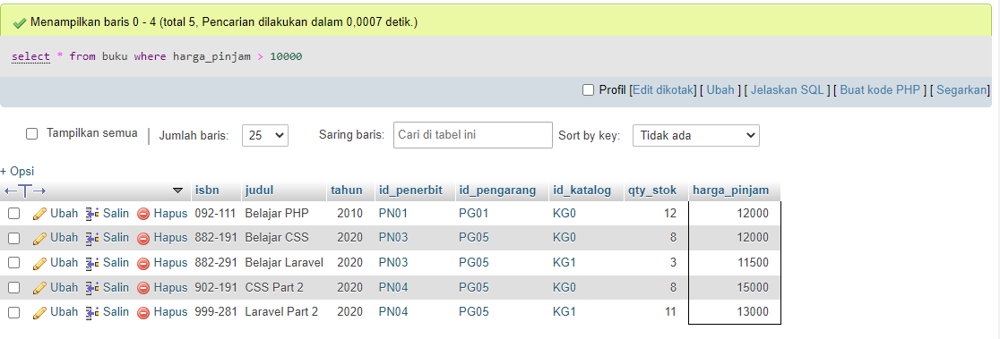 Menampilkan baris 0 - 4 (total 5, Pencarian dilakukan dalam 0,0007 detik.)
select * from buku where harga_pinjam > 10000
Profil [Edit dikotak] [ Ubah ] [ Jelaskan SQL ] [ Buat kode PHP ] [ Segarkan]
Tampilkan semua | Jumlah baris: 25 Saring baris: Cari di tabel ini Sort by key: Tidak ada
+ Opsi
←T→ isbn judul tahun id_penerbit id_pengarang id_katalog qty_stok harga_pinjam
Ubah Salin Hapus 092-111 Belajar PHP 2010 PN01 PG01 KG0 12 12000
Ubah Salin Hapus 882-191 Belajar CSS 2020 PN03 PG05 KG0 8 12000
Ubah Salin Hapus 882-291 Belajar Laravel 2020 PN03 PG05 KG1 3 11500
Ubah Salin Hapus 902-191 CSS Part 2 2020 PN04 PG05 KG0 8 15000
Ubah Salin Hapus 999-281 Laravel Part 2 2020 PN04 PG05 KG1 11 13000